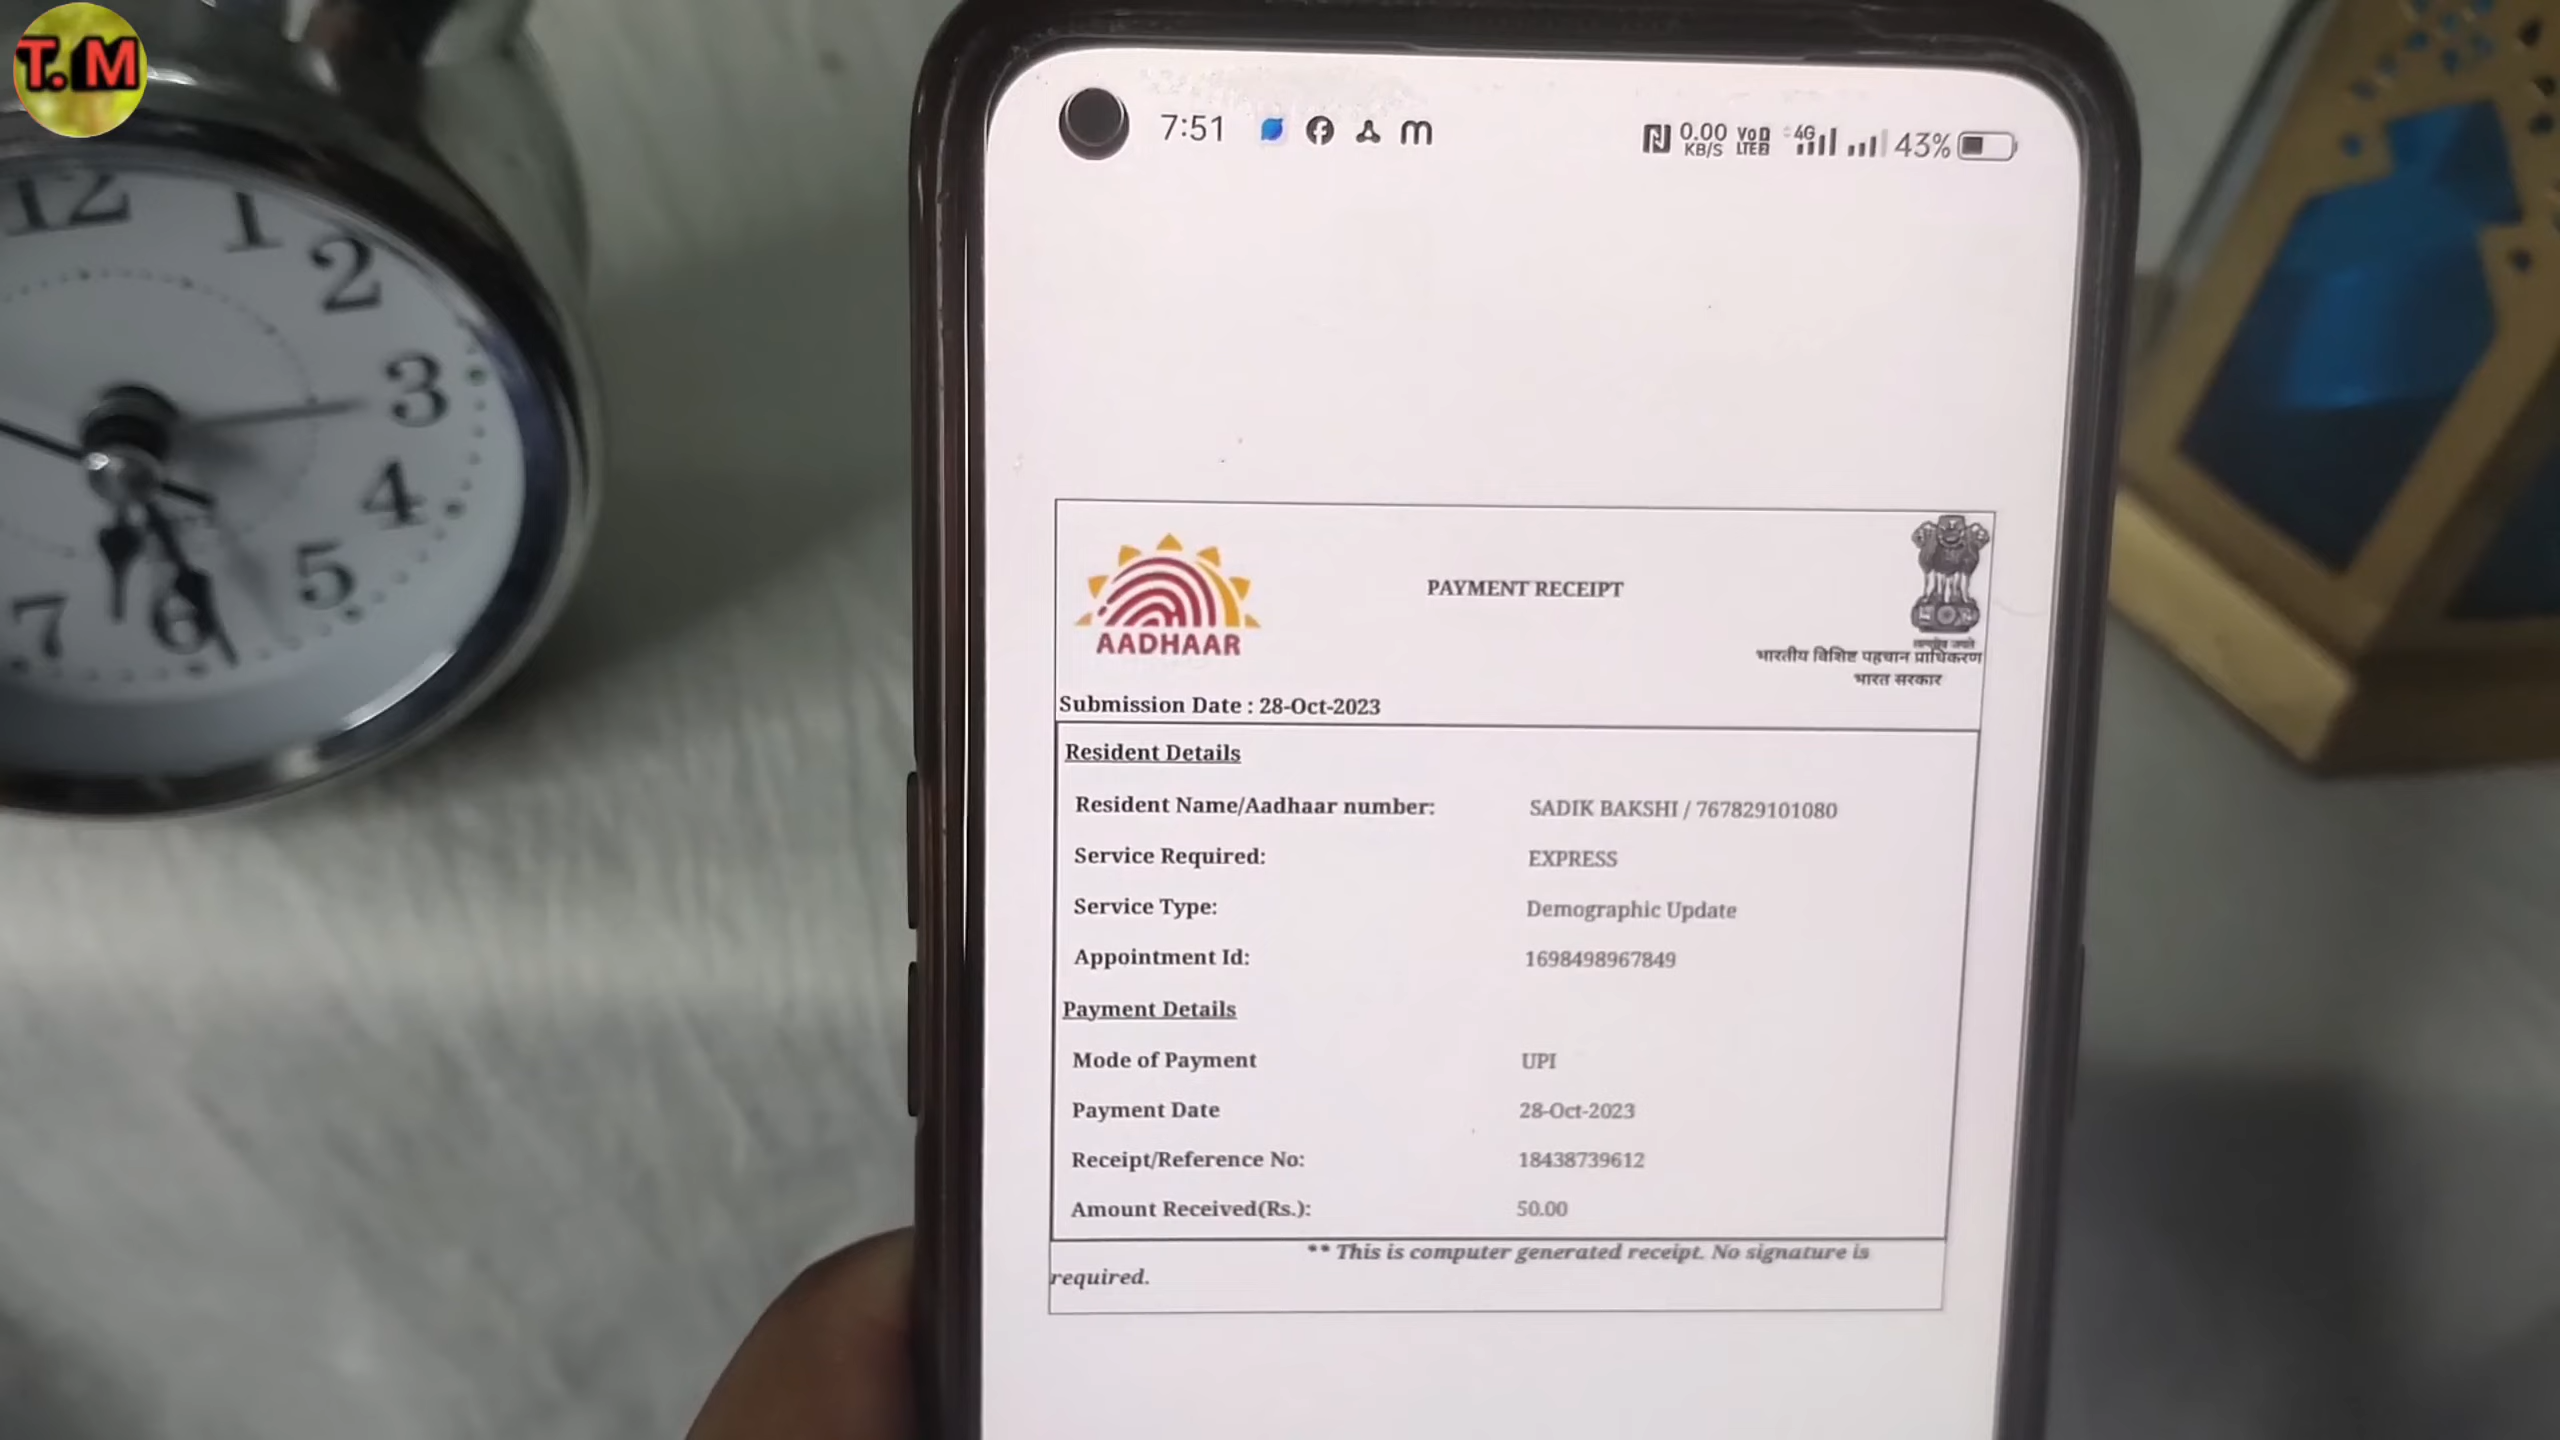 T. M
12
1
2
3
4
5
6
7
7:51
0.00 KB/S
4G
43%
AADHAAR
PAYMENT RECEIPT
भारतीय विशिष्ट पहचान प्राधिकरण
भारत सरकार
Submission Date : 28-Oct-2023
Resident Details
Resident Name/Aadhaar number: SADIK BAKSHI / 767829101080
Service Required: EXPRESS
Service Type: Demographic Update
Appointment Id: 1698498967849
Payment Details
Mode of Payment UPI
Payment Date 28-Oct-2023
Receipt/Reference No: 18438739612
Amount Received(Rs.): 50.00
** This is computer generated receipt. No signature is
required.